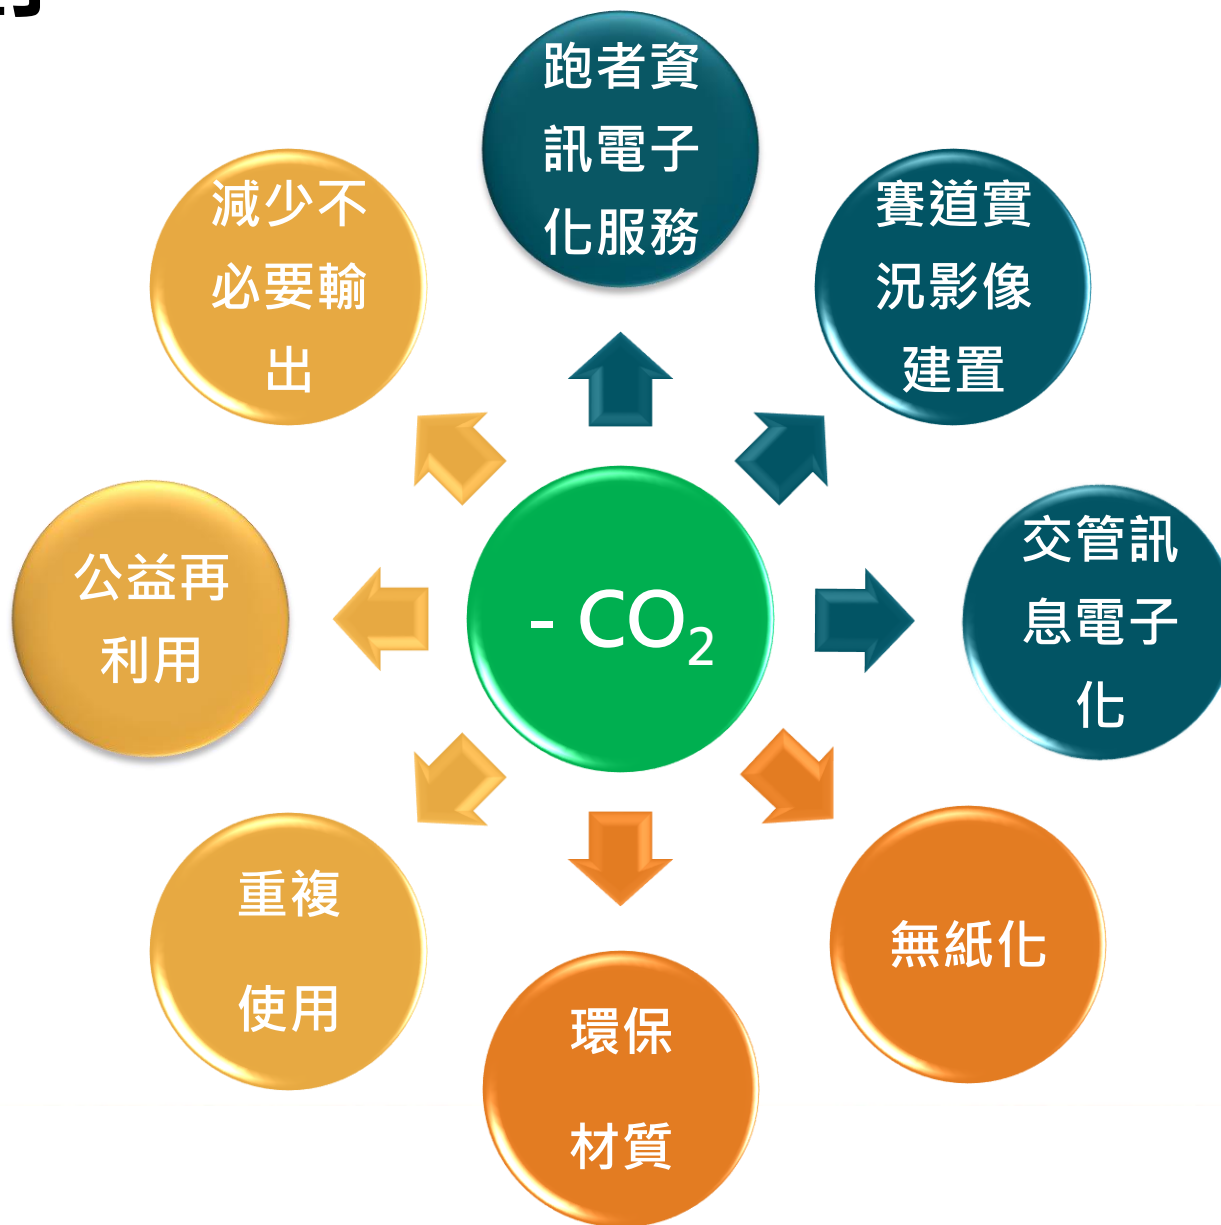 跑者資
訊電子
化服務
賽道實
況影像
建置
交管訊
息電子
化
無紙化
環保
材質
重複
使用
公益再
利用
減少不
必要輸
出
- CO₂